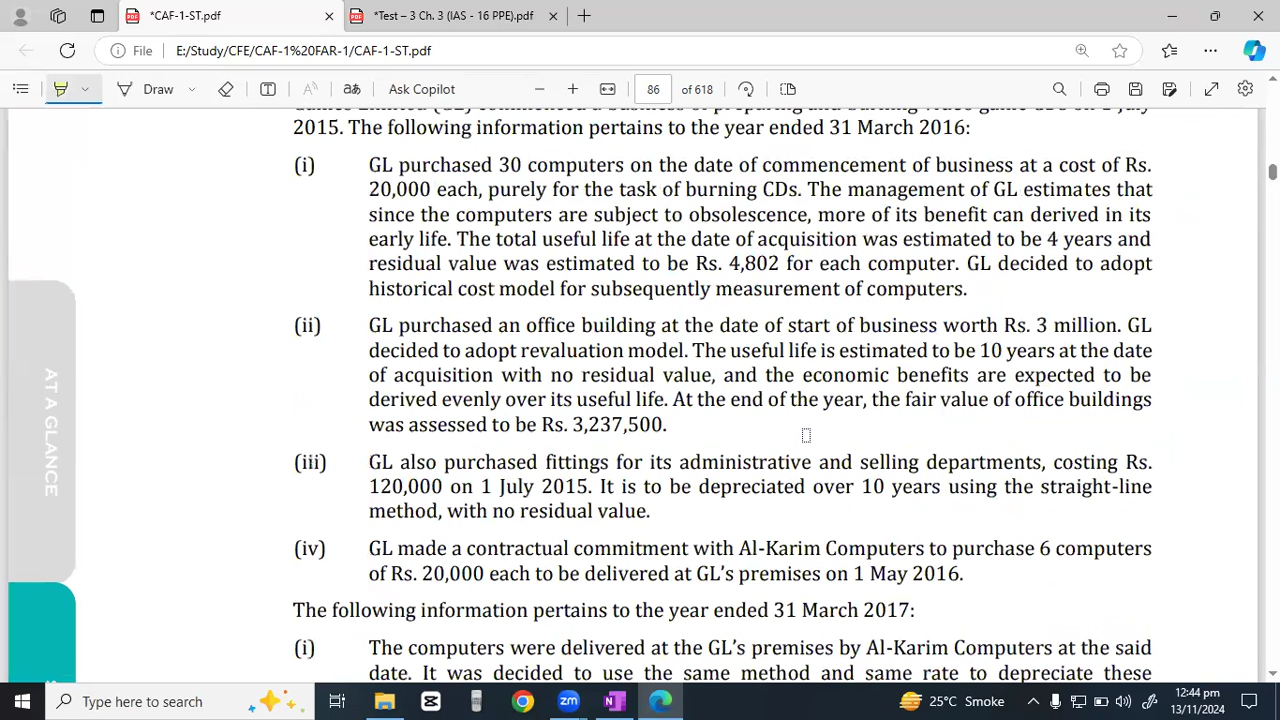 *CAF-1-ST.pdf
*Test – 3 Ch. 3 (IAS - 16 PPE).pdf
File
E:/Study/CFE/CAF-1%20FAR-1/CAF-1-ST.pdf
Draw
Ask Copilot
86 of 618
2015. The following information pertains to the year ended 31 March 2016:
(i) GL purchased 30 computers on the date of commencement of business at a cost of Rs.
20,000 each, purely for the task of burning CDs. The management of GL estimates that
since the computers are subject to obsolescence, more of its benefit can derived in its
early life. The total useful life at the date of acquisition was estimated to be 4 years and
residual value was estimated to be Rs. 4,802 for each computer. GL decided to adopt
historical cost model for subsequently measurement of computers.
(ii) GL purchased an office building at the date of start of business worth Rs. 3 million. GL
decided to adopt revaluation model. The useful life is estimated to be 10 years at the date
of acquisition with no residual value, and the economic benefits are expected to be
derived evenly over its useful life. At the end of the year, the fair value of office buildings
was assessed to be Rs. 3,237,500.
(iii) GL also purchased fittings for its administrative and selling departments, costing Rs.
120,000 on 1 July 2015. It is to be depreciated over 10 years using the straight-line
method, with no residual value.
(iv) GL made a contractual commitment with Al-Karim Computers to purchase 6 computers
of Rs. 20,000 each to be delivered at GL's premises on 1 May 2016.
The following information pertains to the year ended 31 March 2017:
(i) The computers were delivered at the GL's premises by Al-Karim Computers at the said
date. It was decided to use the same method and same rate to depreciate these
AT A GLANCE
Type here to search
25°C Smoke
12:44 pm
13/11/2024